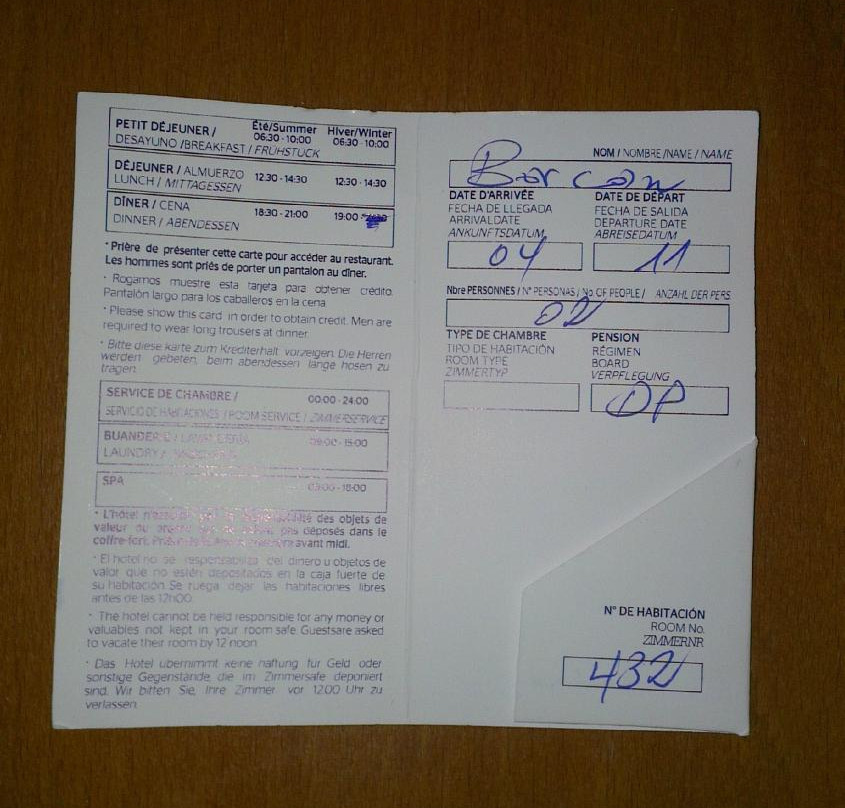 PETIT DÉJEUNER / Été/Summer Hiver/Winter
DESAYUNO /BREAKFAST / FRÜHSTUCK 06:30 - 10:00 06:30 - 10:00
DÉJEUNER / ALMUERZO 12:30 - 14:30 12:30 - 14:30
LUNCH / MITTAGESSEN
DÎNER / CENA 18:30 - 21:00 19:00
DINNER / ABENDESSEN
• Prière de présenter cette carte pour accéder au restaurant.
Les hommes sont priés de porter un pantalon au dîner.
• Rogamos muestre esta tarjeta para obtener crédito.
Pantalón largo para los caballeros en la cena
• Please show this card in order to obtain credit. Men are
required to wear long trousers at dinner.
• Bitte diese karte zum Krediterhalt vorzeigen. Die Herren
werden gebeten, beim abendessen lange hosen zu
tragen.
SERVICE DE CHAMBRE / 00:00 - 24:00
SERVICIO DE HABITACIONES / ROOM SERVICE / ZIMMERSERVICE
BUANDERIE / LAVANDERIA 09:00 - 15:00
LAUNDRY /
SPA
• L'hôtel des objets de
valeur ou pas déposés dans le
coffre-fort. avant midi.
• El hotel no se responsabiliza del dinero u objetos de
valor que no estén depositados en la caja fuerte de
su habitación. Se ruega dejar las habitaciones libres
antes de las 12h00.
• The hotel cannot be held responsible for any money or
valuables not kept in your room safe. Guestsare asked
to vacate their room by 12 noon
• Das Hotel übernimmt keine haftung für Geld oder
sonstige Gegenstände, die im Zimmersafe deponiert
sind. Wir bitten Sie, Ihre Zimmer vor 12:00 Uhr zu
verlassen.
NOM / NOMBRE /NAME / NAME
DATE D'ARRIVÉE DATE DE DÉPART
FECHA DE LLEGADA FECHA DE SALIDA
ARRIVALDATE DEPARTURE DATE
ANKUNFTSDATUM ABREISEDATUM
04 11
Nbre PERSONNES / N° PERSONAS / No. OF PEOPLE / ANZAHL DER PERS.
02
TYPE DE CHAMBRE PENSION
TIPO DE HABITACIÓN RÉGIMEN
ROOM TYPE BOARD
ZIMMERTYP VERPFLEGUNG
DP
N° DE HABITACIÓN
ROOM No.
ZIMMERNR
432